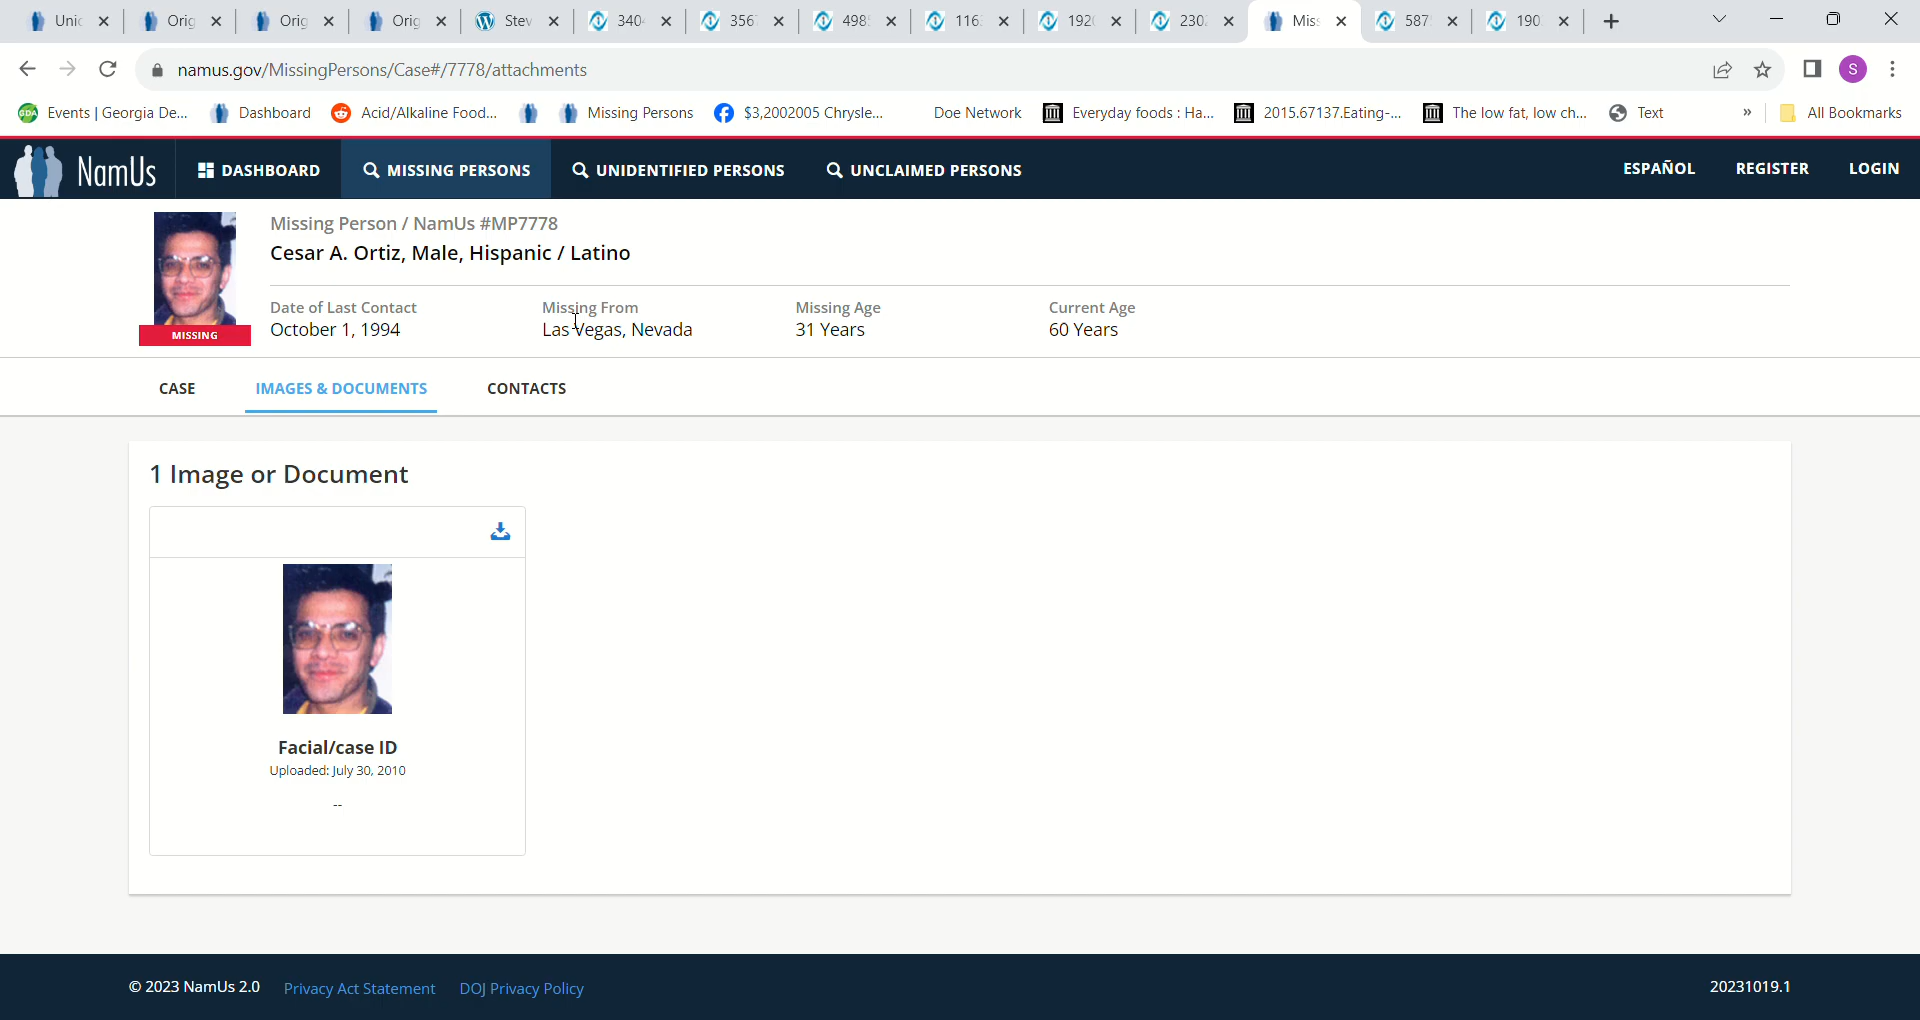 Unic Orig Orig Orig Stev 340 356 498 116 192 230 Miss 587 190
namus.gov/MissingPersons/Case#/7778/attachments S
Events | Georgia De... Dashboard Acid/Alkaline Food... Missing Persons $3,2002005 Chrysle... Doe Network Everyday foods : Ha... 2015.67137.Eating-... The low fat, low ch... Text » All Bookmarks
NamUs DASHBOARD MISSING PERSONS UNIDENTIFIED PERSONS UNCLAIMED PERSONS ESPAÑOL REGISTER LOGIN
Missing Person / NamUs #MP7778
Cesar A. Ortiz, Male, Hispanic / Latino
Date of Last Contact Missing From Missing Age Current Age
October 1, 1994 Las Vegas, Nevada 31 Years 60 Years
MISSING
CASE IMAGES & DOCUMENTS CONTACTS
1 Image or Document
Facial/case ID
Uploaded: July 30, 2010
--
© 2023 NamUs 2.0 Privacy Act Statement DOJ Privacy Policy 20231019.1